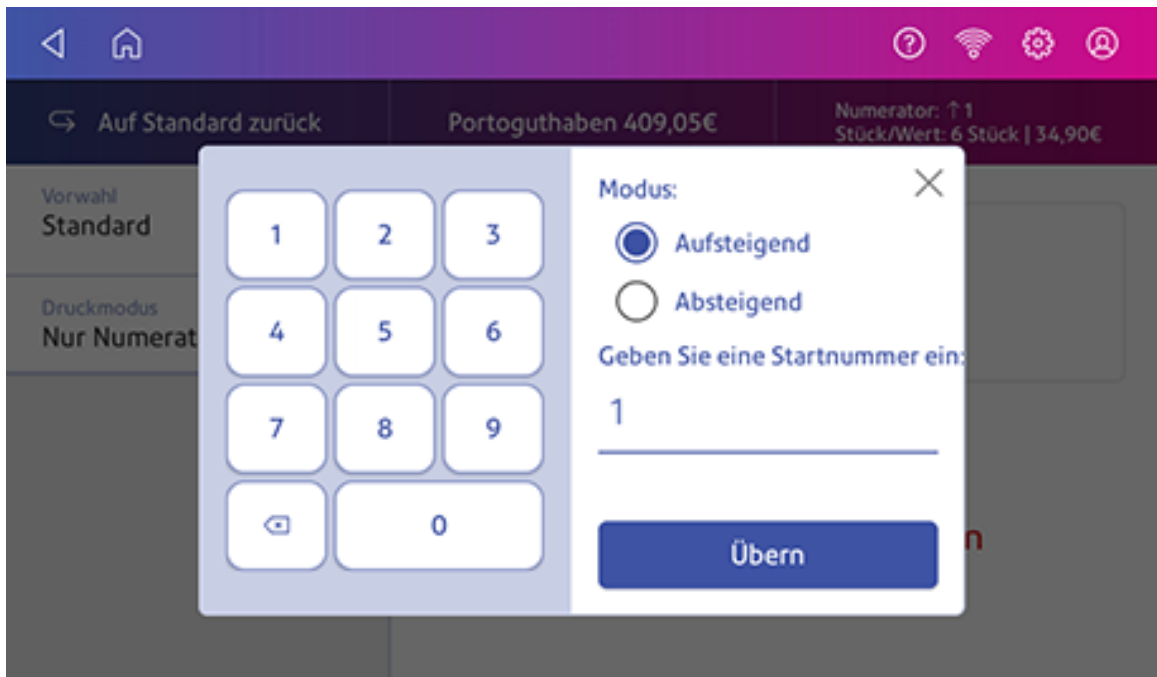 Auf Standard zurück
Portoguthaben 409,05€
Numerator: ↑1
Stück/Wert: 6 Stück | 34,90€
Vorwahl
Standard
Druckmodus
Nur Numerat
1 2 3
4 5 6
7 8 9
0
Modus:
Aufsteigend
Absteigend
Geben Sie eine Startnummer ein:
1
Übern
n